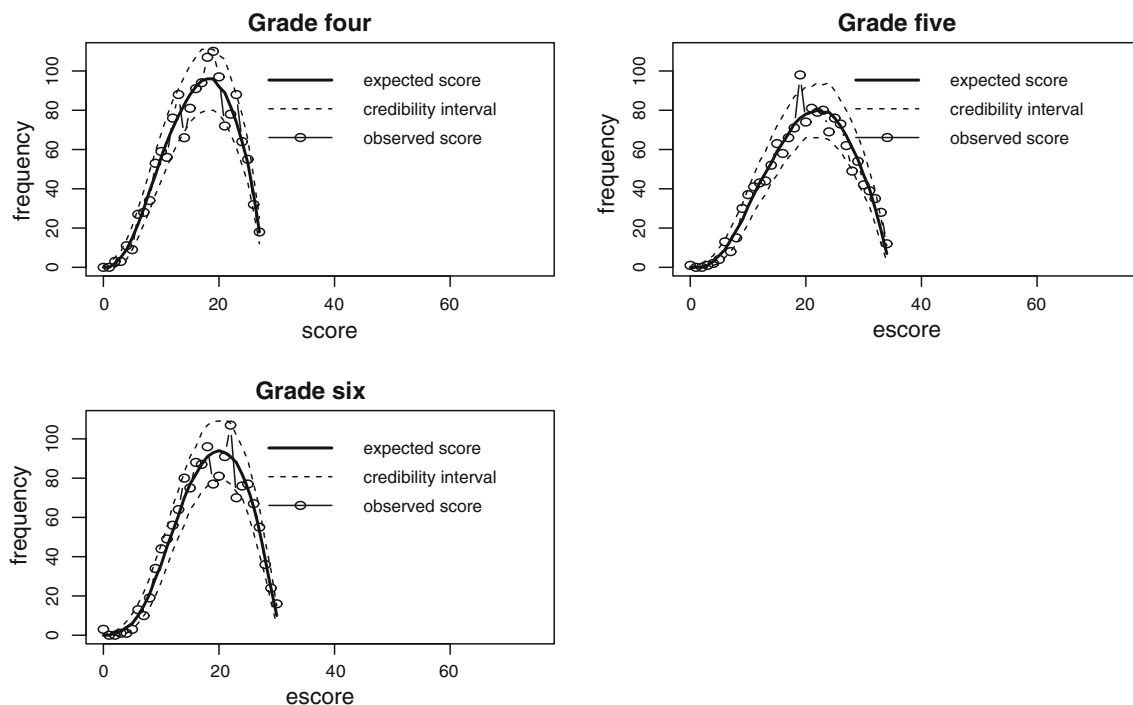 Grade four
frequency
0 20 40 60 80 100
expected score
credibility interval
observed score
0 20 40 60
score
Grade five
frequency
0 20 40 60 80 100
expected score
credibility interval
observed score
0 20 40 60
escore
Grade six
frequency
0 20 40 60 80 100
expected score
credibility interval
observed score
0 20 40 60
escore